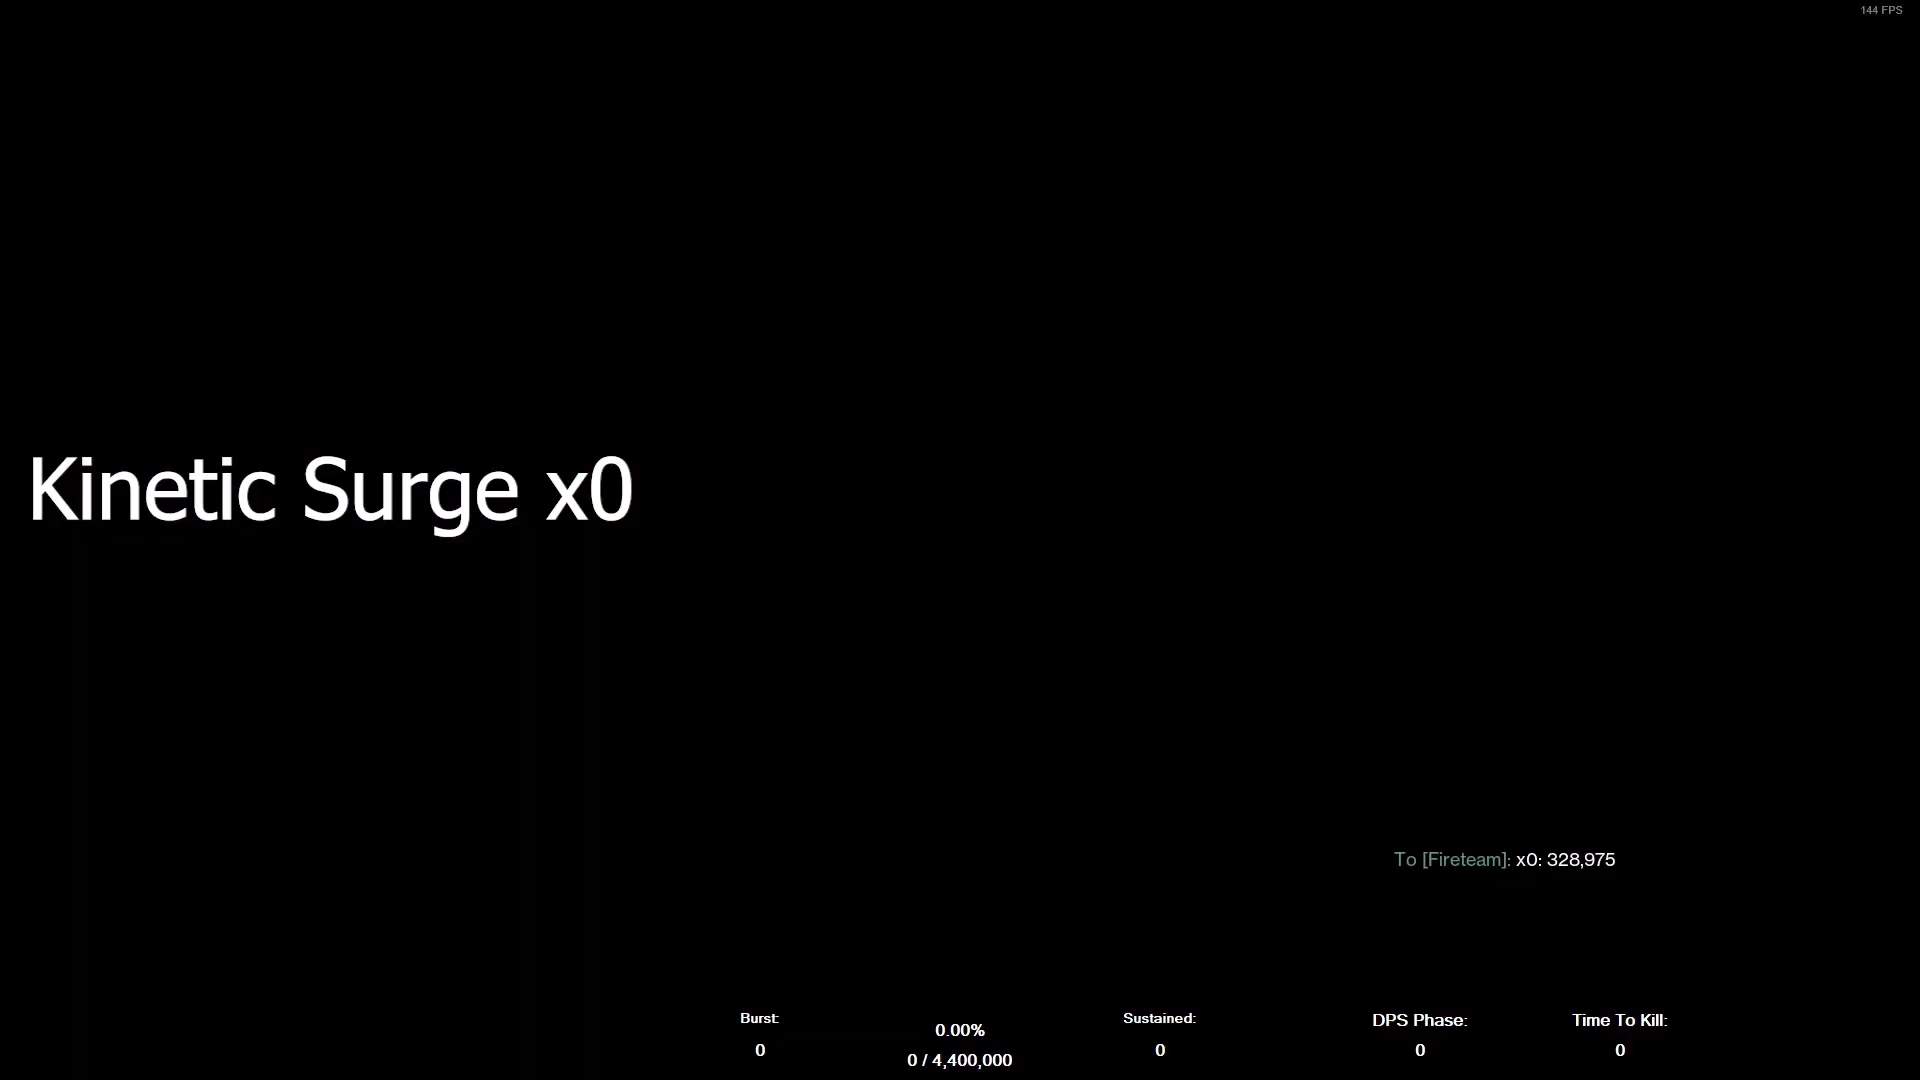 144 FPS
Kinetic Surge x0
To [Fireteam]: x0: 328,975
Burst:
0
0.00%
0 / 4,400,000
Sustained:
0
DPS Phase:
0
Time To Kill:
0